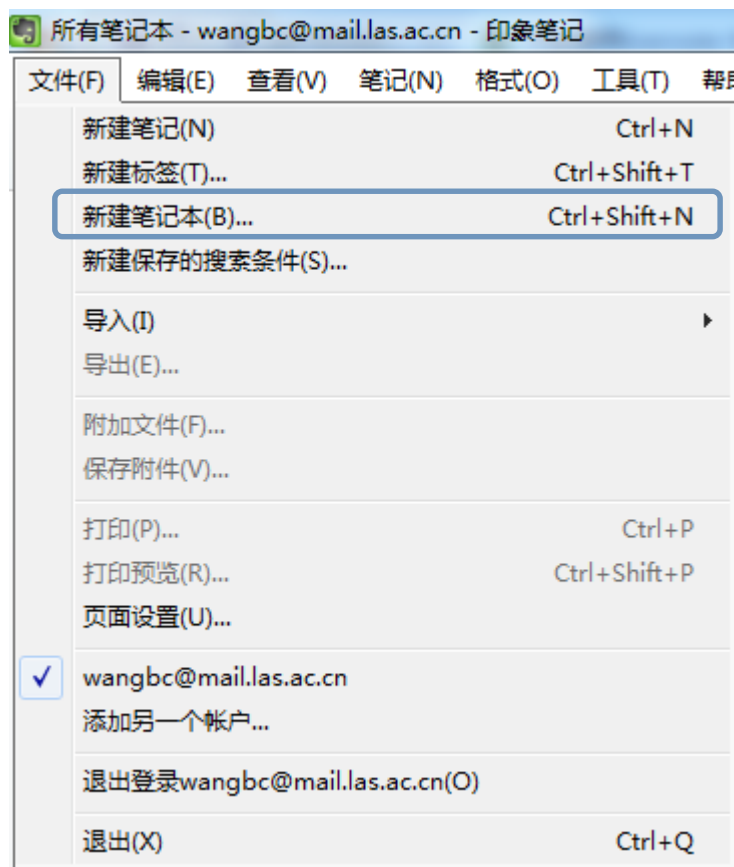 所有笔记本 - wangbc@mail.las.ac.cn - 印象笔记
文件(F) 编辑(E) 查看(V) 笔记(N) 格式(O) 工具(T)
新建笔记(N) Ctrl+N
新建标签(T)... Ctrl+Shift+T
新建笔记本(B)... Ctrl+Shift+N
新建保存的搜索条件(S)...
导入(I)
导出(E)...
附加文件(F)...
保存附件(V)...
打印(P)... Ctrl+P
打印预览(R)... Ctrl+Shift+P
页面设置(U)...
wangbc@mail.las.ac.cn
添加另一个帐户...
退出登录wangbc@mail.las.ac.cn(O)
退出(X) Ctrl+Q